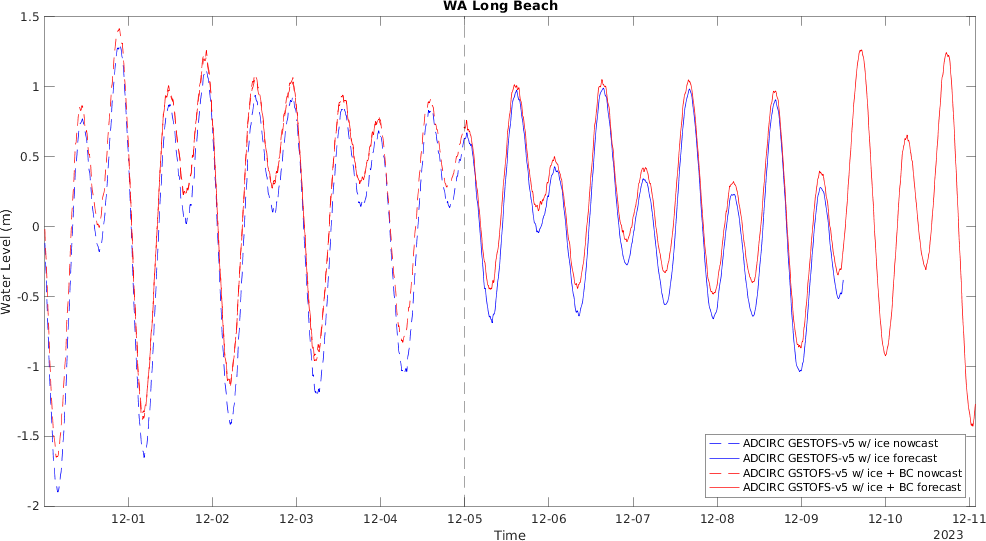 WA Long Beach
1.5
1
0.5
0
-0.5
-1
-1.5
-2
Water Level (m)
12-01 12-02 12-03 12-04 12-05 12-06 12-07 12-08 12-09 12-10 12-11
Time
2023
ADCIRC GESTOFS-v5 w/ ice nowcast
ADCIRC GESTOFS-v5 w/ ice forecast
ADCIRC GSTOFS-v5 w/ ice + BC nowcast
ADCIRC GSTOFS-v5 w/ ice + BC forecast